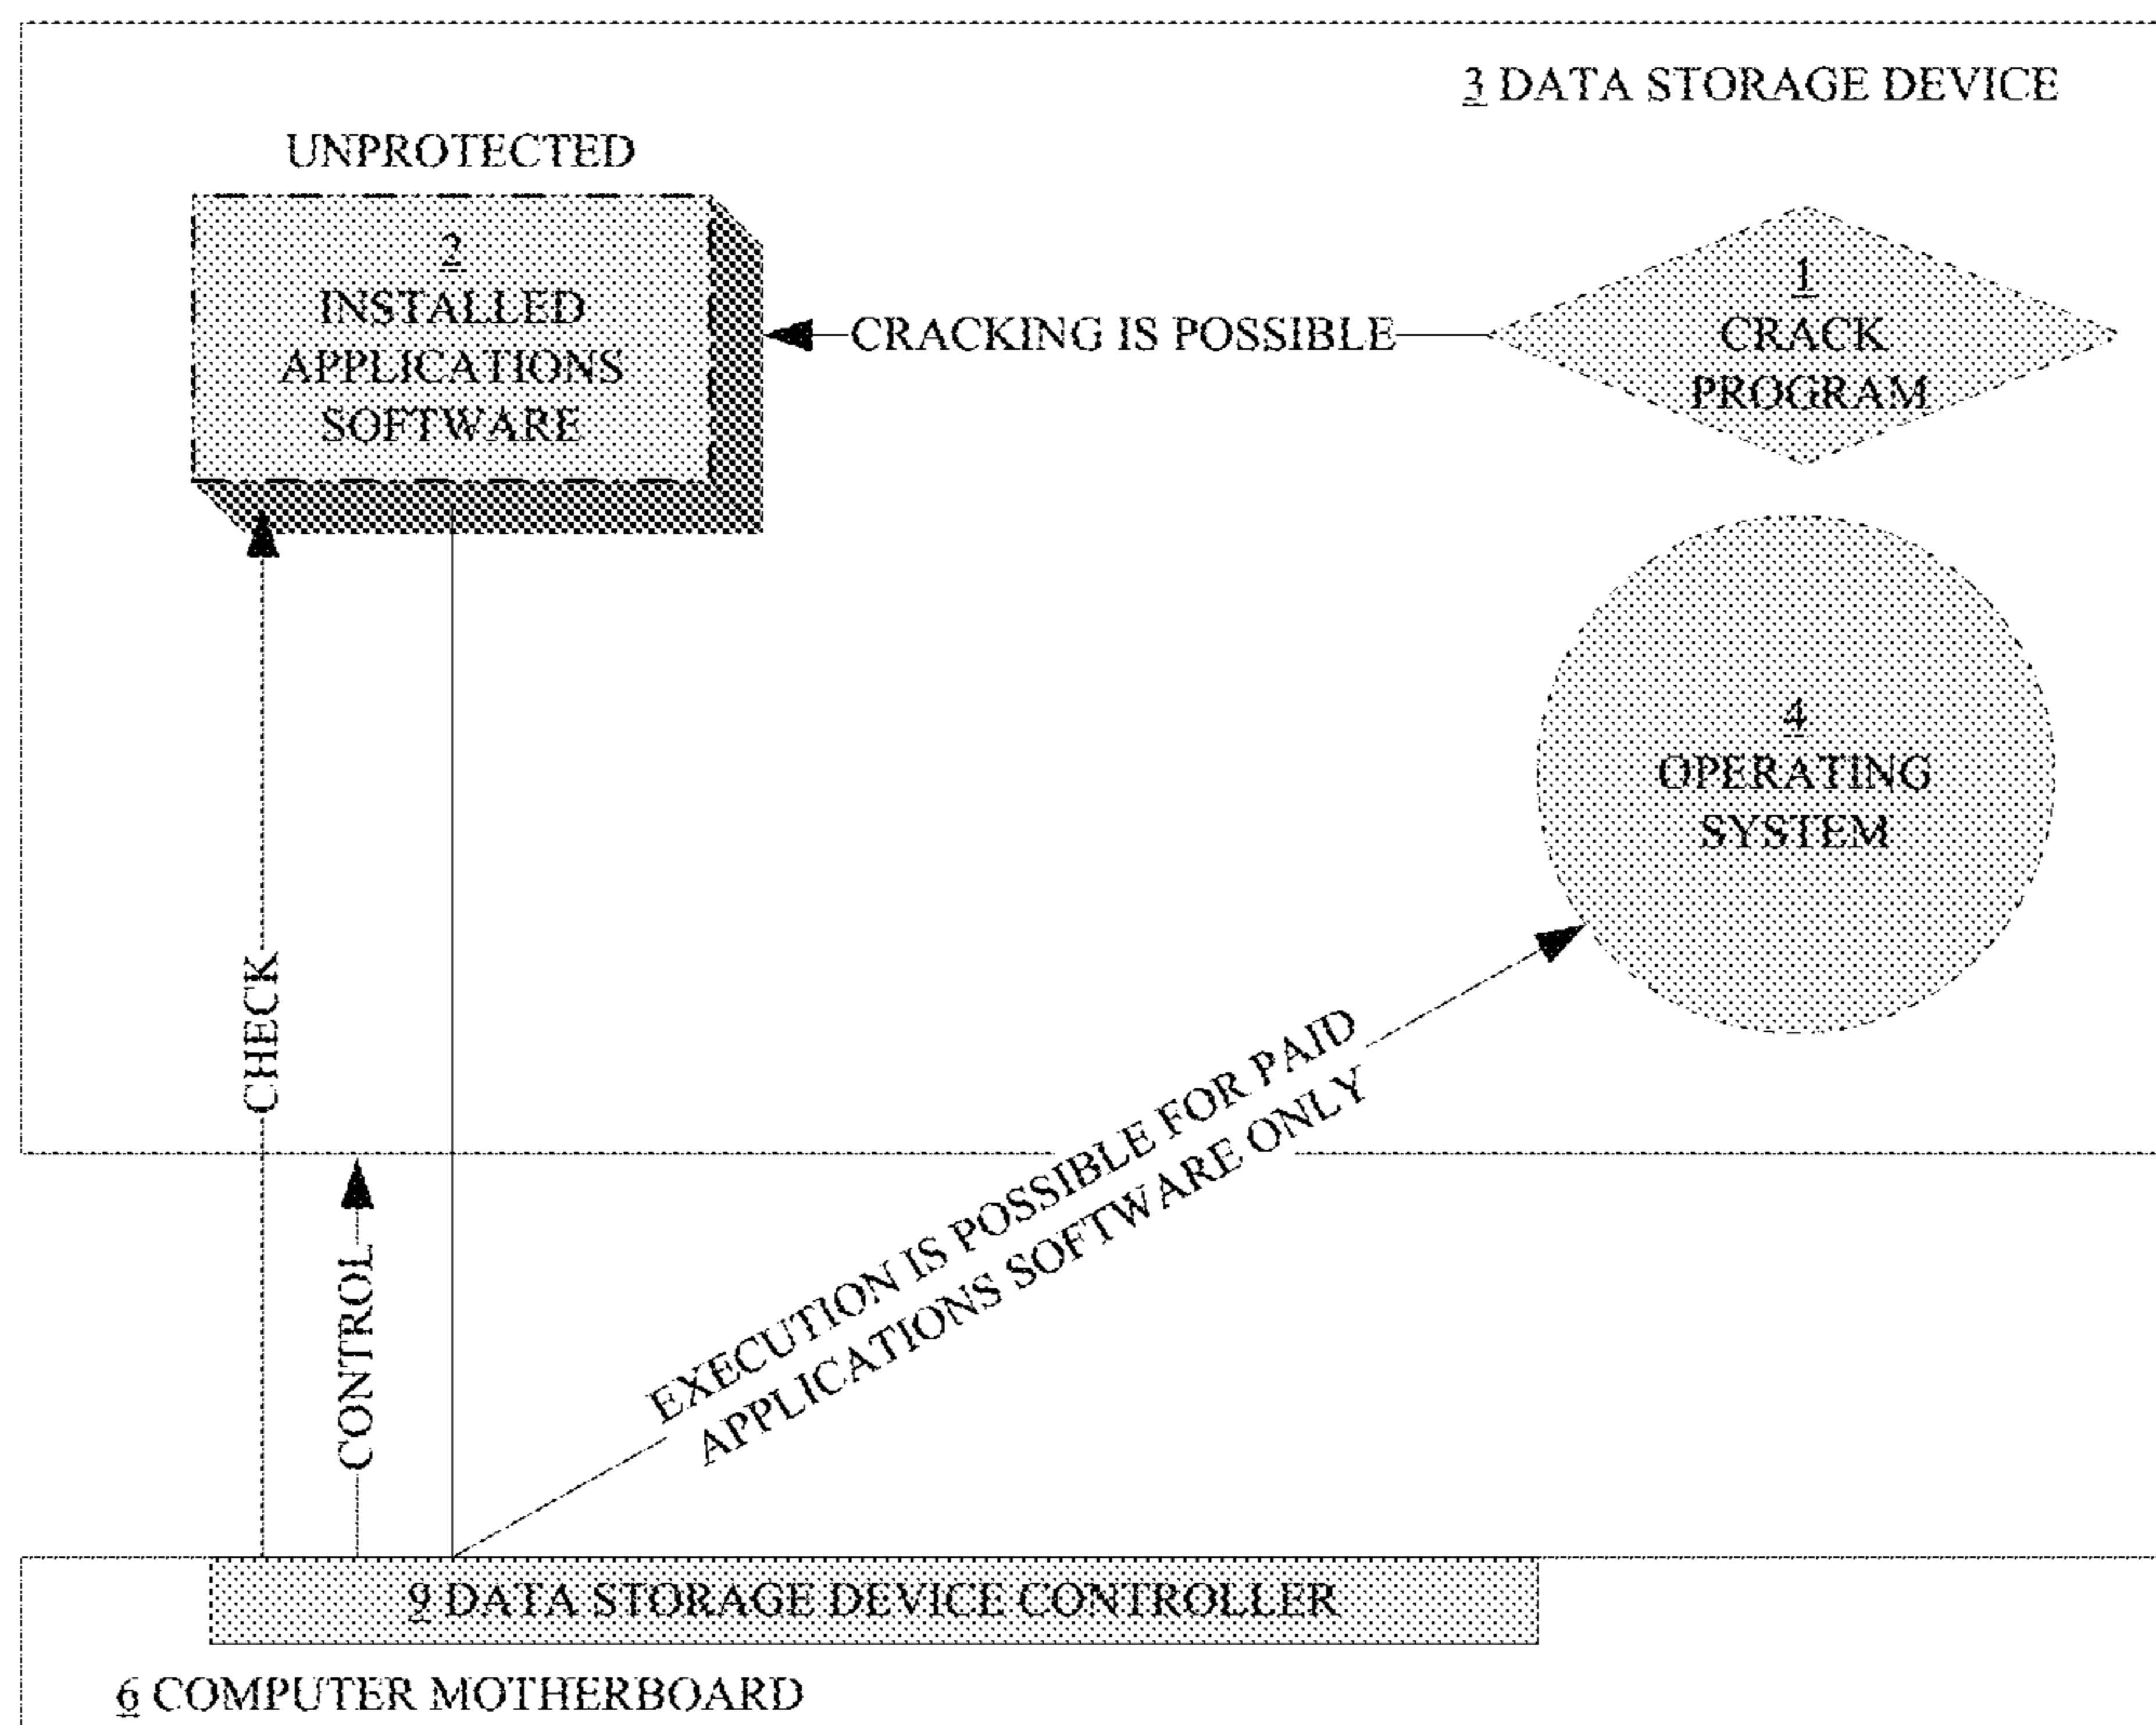 3 DATA STORAGE DEVICE
UNPROTECTED
2
INSTALLED
APPLICATIONS
SOFTWARE
CRACKING IS POSSIBLE
1
CRACK
PROGRAM
4
OPERATING
SYSTEM
CHECK
CONTROL
EXECUTION IS POSSIBLE FOR PAID
APPLICATIONS SOFTWARE ONLY
9 DATA STORAGE DEVICE CONTROLLER
6 COMPUTER MOTHERBOARD